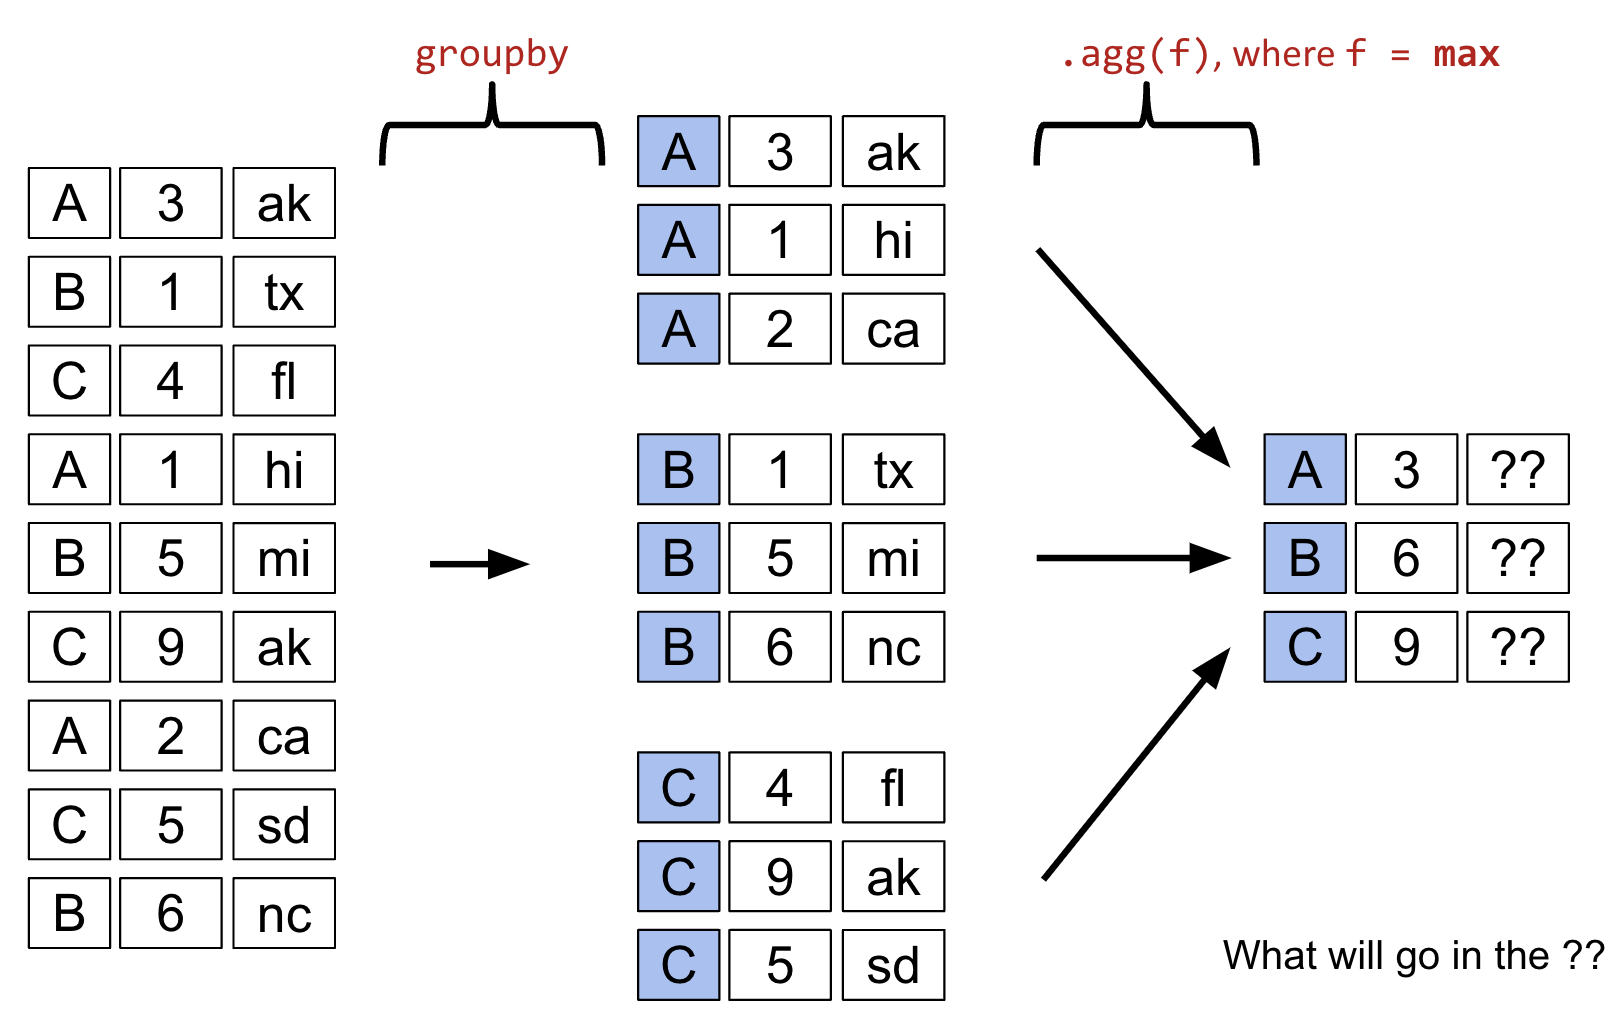 groupby
.agg(f), where f = max
A 3 ak
B 1 tx
C 4 fl
A 1 hi
B 5 mi
C 9 ak
A 2 ca
C 5 sd
B 6 nc
A 3 ak
A 1 hi
A 2 ca
B 1 tx
B 5 mi
B 6 nc
C 4 fl
C 9 ak
C 5 sd
A 3 ??
B 6 ??
C 9 ??
What will go in the ??